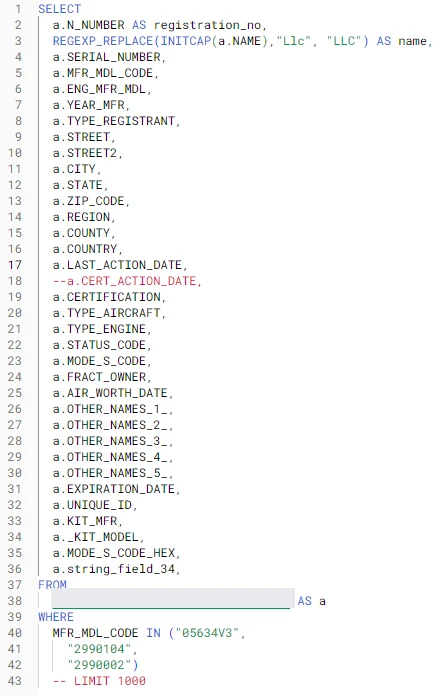 1 SELECT
2 a.N_NUMBER AS registration_no,
3 REGEXP_REPLACE(INITCAP(a.NAME),"Llc", "LLC") AS name,
4 a.SERIAL_NUMBER,
5 a.MFR_MDL_CODE,
6 a.ENG_MFR_MDL,
7 a.YEAR_MFR,
8 a.TYPE_REGISTRANT,
9 a.STREET,
10 a.STREET2,
11 a.CITY,
12 a.STATE,
13 a.ZIP_CODE,
14 a.REGION,
15 a.COUNTY,
16 a.COUNTRY,
17 a.LAST_ACTION_DATE,
18 --a.CERT_ACTION_DATE,
19 a.CERTIFICATION,
20 a.TYPE_AIRCRAFT,
21 a.TYPE_ENGINE,
22 a.STATUS_CODE,
23 a.MODE_S_CODE,
24 a.FRACT_OWNER,
25 a.AIR_WORTH_DATE,
26 a.OTHER_NAMES_1_,
27 a.OTHER_NAMES_2_,
28 a.OTHER_NAMES_3_,
29 a.OTHER_NAMES_4_,
30 a.OTHER_NAMES_5_,
31 a.EXPIRATION_DATE,
32 a.UNIQUE_ID,
33 a.KIT_MFR,
34 a._KIT_MODEL,
35 a.MODE_S_CODE_HEX,
36 a.string_field_34,
37 FROM
38 AS a
39 WHERE
40 MFR_MDL_CODE IN ("05634V3",
41 "2990104",
42 "2990002")
43 -- LIMIT 1000